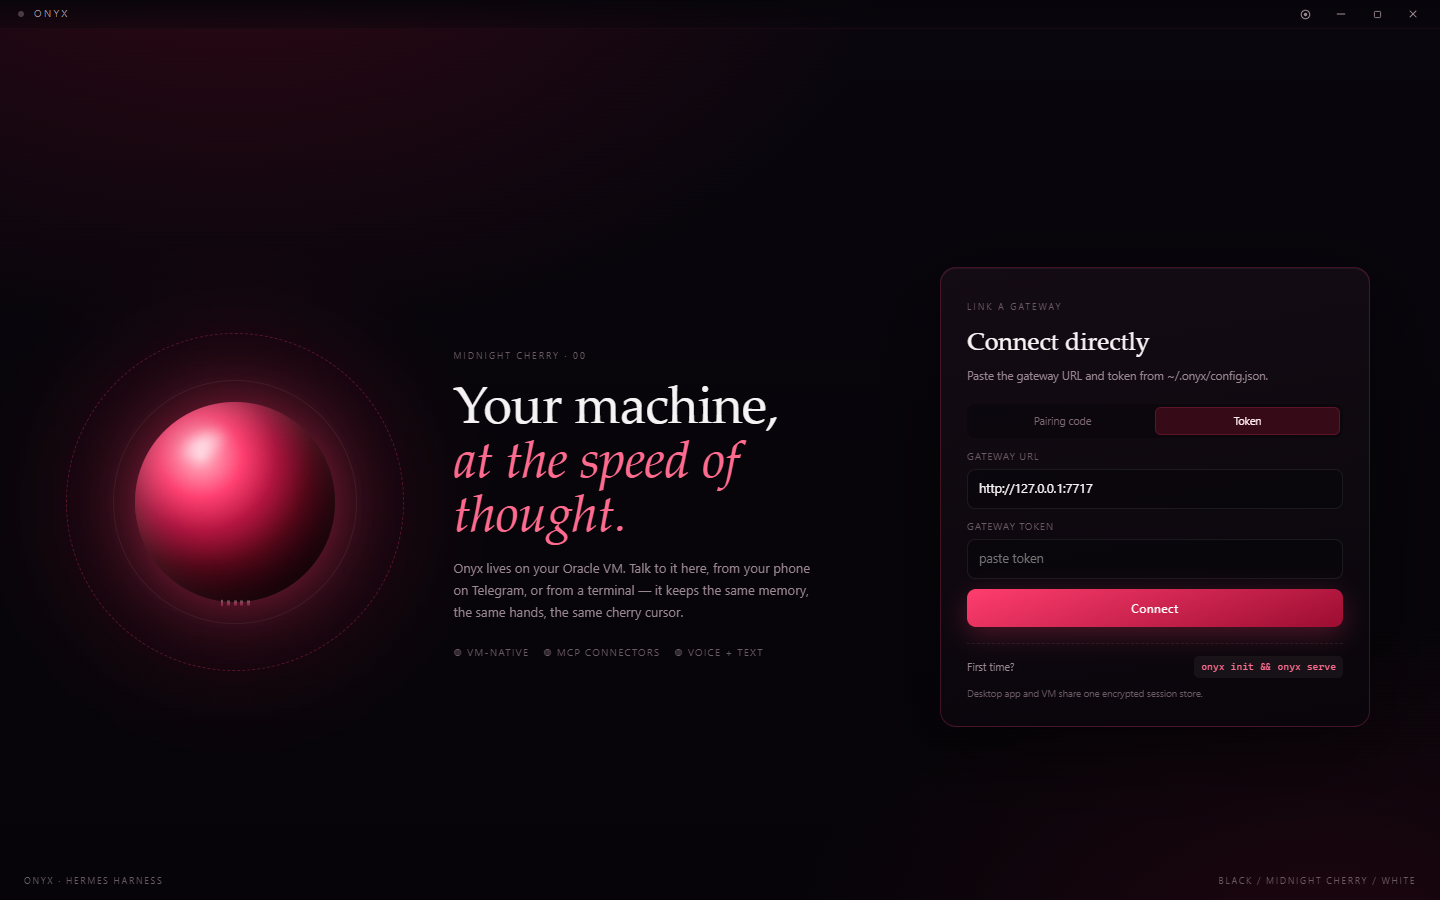 ONYX
MIDNIGHT CHERRY · 00
Your machine,
at the speed of
thought.
Onyx lives on your Oracle VM. Talk to it here, from your phone
on Telegram, or from a terminal — it keeps the same memory,
the same hands, the same cherry cursor.
VM-NATIVE MCP CONNECTORS VOICE + TEXT
LINK A GATEWAY
Connect directly
Paste the gateway URL and token from ~/.onyx/config.json.
Pairing code Token
GATEWAY URL
http://127.0.0.1:7717
GATEWAY TOKEN
paste token
Connect
First time? onyx init && onyx serve
Desktop app and VM share one encrypted session store.
ONYX · HERMES HARNESS
BLACK / MIDNIGHT CHERRY / WHITE